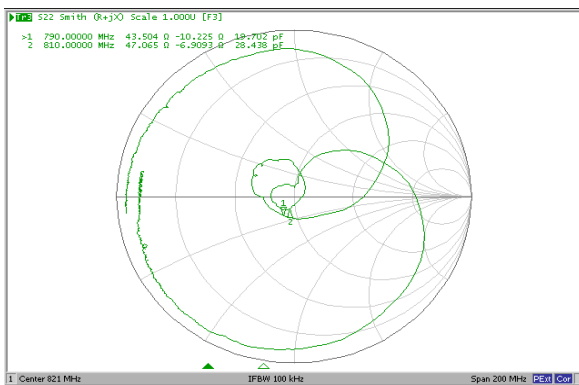 Tr3 S22 Smith (R+jX) Scale 1.000U [F3]
>1 790.00000 MHz 43.504 Ω -10.225 Ω 19.702 pF
2 810.00000 MHz 47.065 Ω -6.9093 Ω 28.438 pF
1
2
1 Center 821 MHz IFBW 100 kHz Span 200 MHz PExt Cor